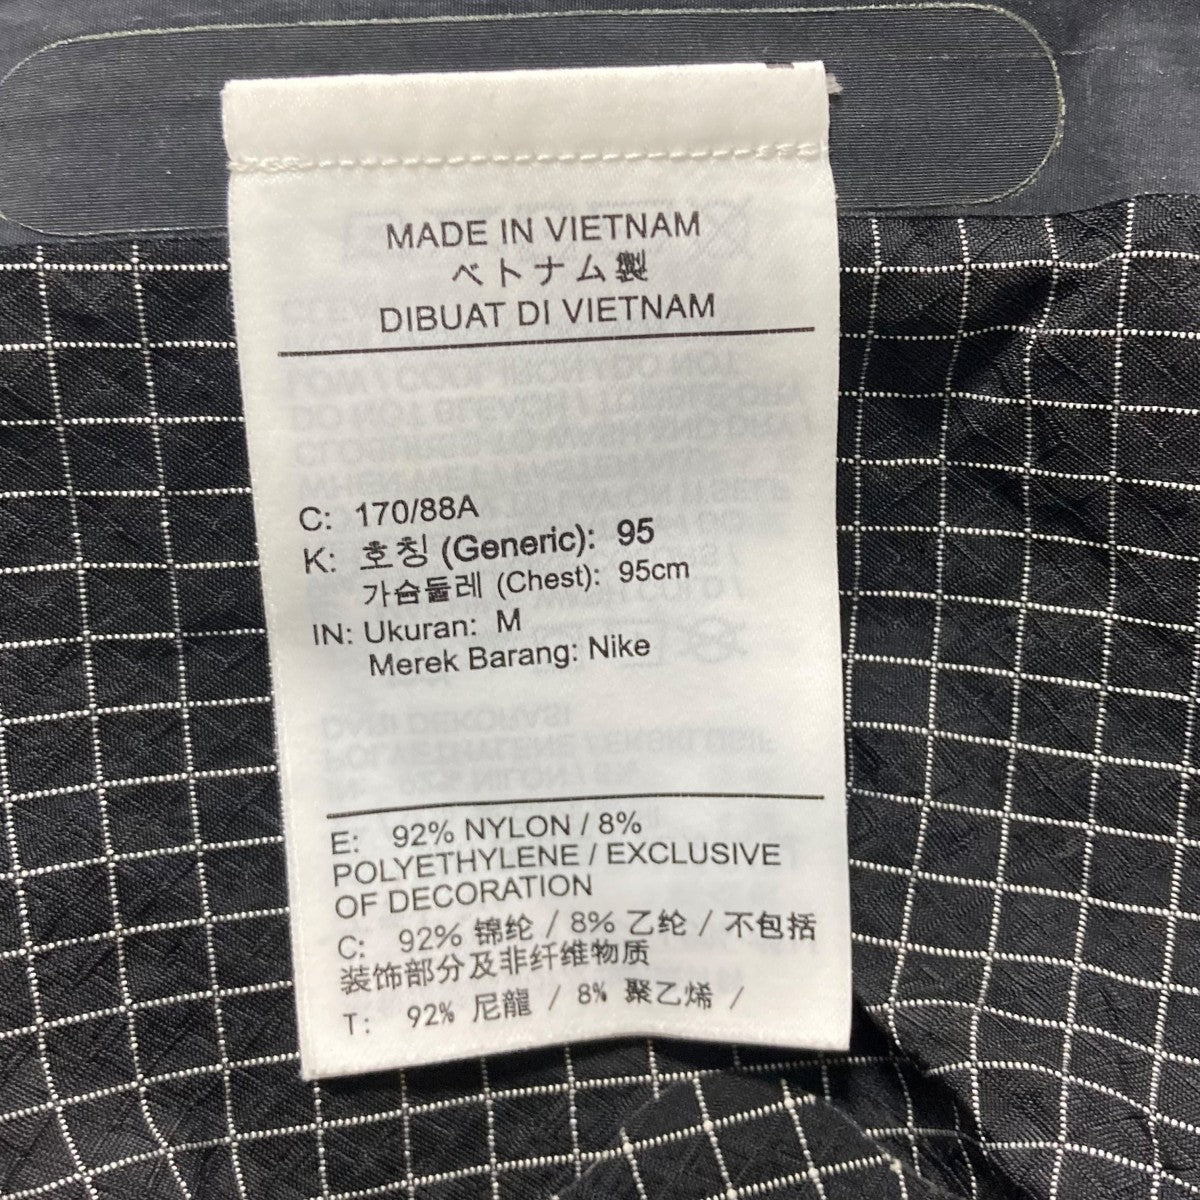 MADE IN VIETNAM
ベトナム製
DIBUAT DI VIETNAM
C: 170/88A
K: 호칭 (Generic): 95
가슴둘레 (Chest): 95cm
IN: Ukuran: M
Merek Barang: Nike
E: 92% NYLON / 8%
POLYETHYLENE / EXCLUSIVE
OF DECORATION
C: 92% 锦纶 / 8% 乙纶 / 不包括
装饰部分及非纤维物质
T: 92% 尼龍 / 8% 聚乙烯 /